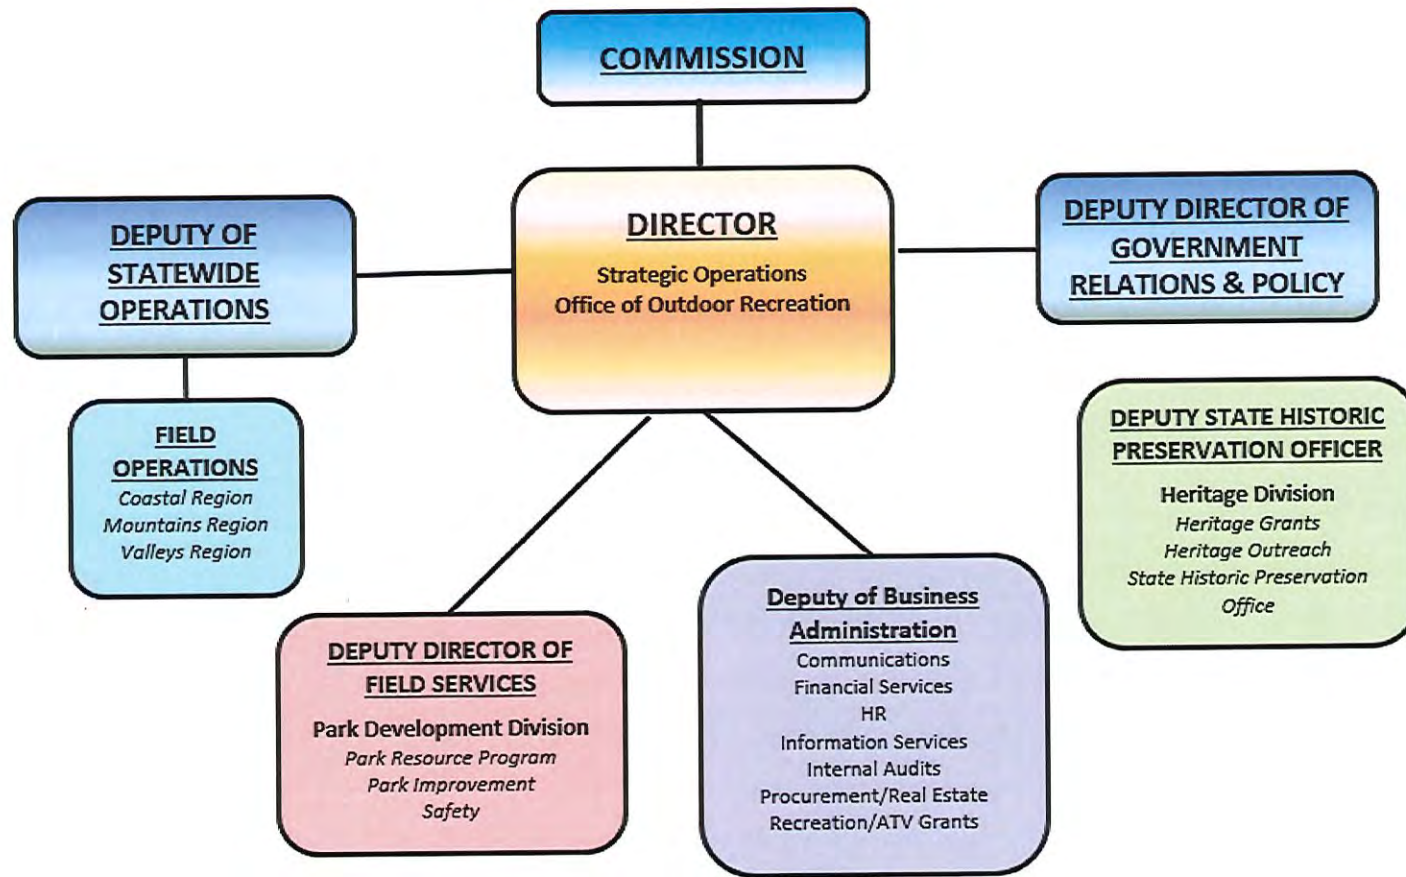 COMMISSION
DIRECTOR
Strategic Operations
Office of Outdoor Recreation
DEPUTY OF
STATEWIDE
OPERATIONS
DEPUTY DIRECTOR OF
GOVERNMENT
RELATIONS & POLICY
FIELD
OPERATIONS
Coastal Region
Mountains Region
Valleys Region
DEPUTY STATE HISTORIC
PRESERVATION OFFICER
Heritage Division
Heritage Grants
Heritage Outreach
State Historic Preservation
Office
DEPUTY DIRECTOR OF
FIELD SERVICES
Park Development Division
Park Resource Program
Park Improvement
Safety
Deputy of Business
Administration
Communications
Financial Services
HR
Information Services
Internal Audits
Procurement/Real Estate
Recreation/ATV Grants